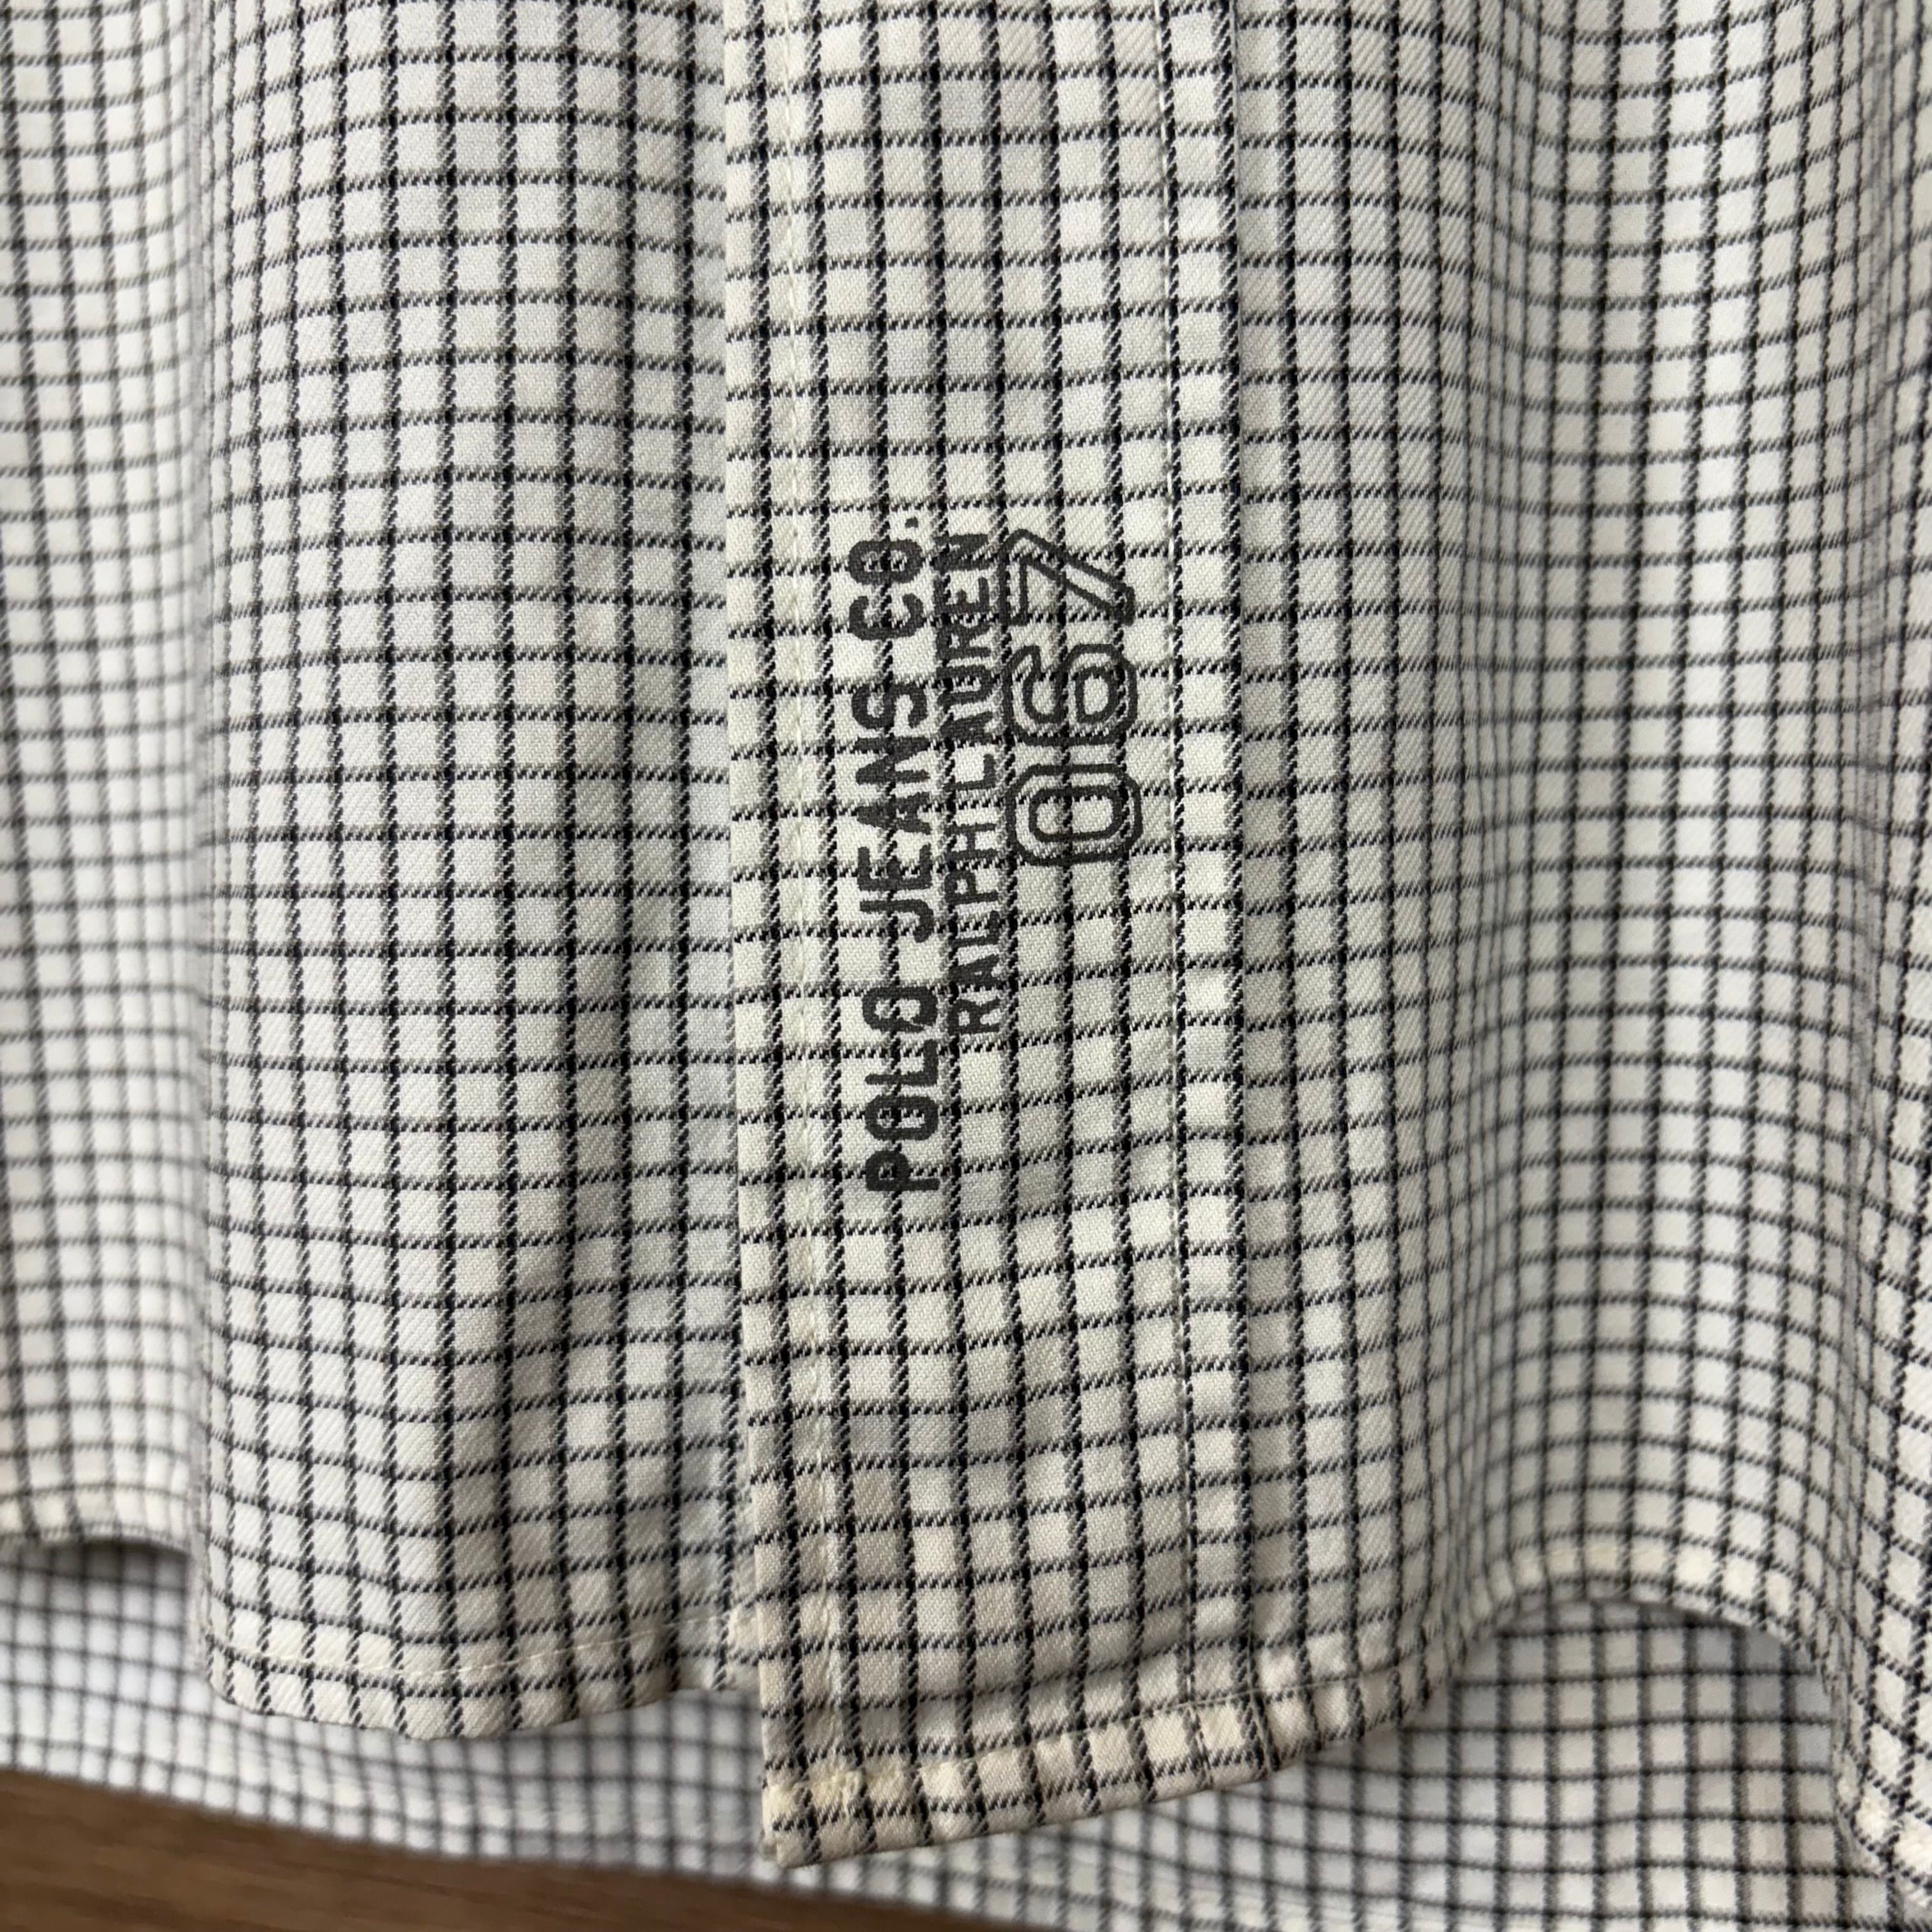 POLO JEANS CO.
RALPH LAUREN
067